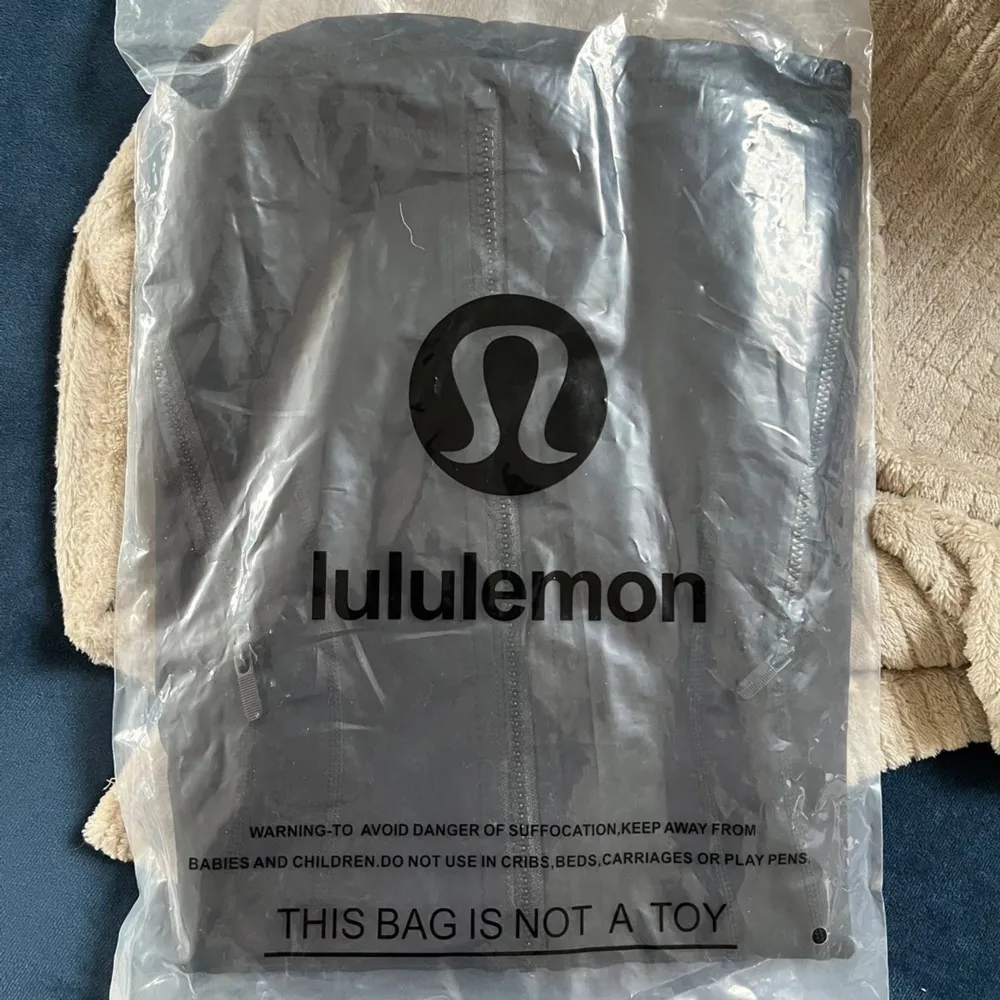 lululemon
WARNING-TO AVOID DANGER OF SUFFOCATION,KEEP AWAY FROM
BABIES AND CHILDREN.DO NOT USE IN CRIBS,BEDS,CARRIAGES OR PLAY PENS.
THIS BAG IS NOT A TOY